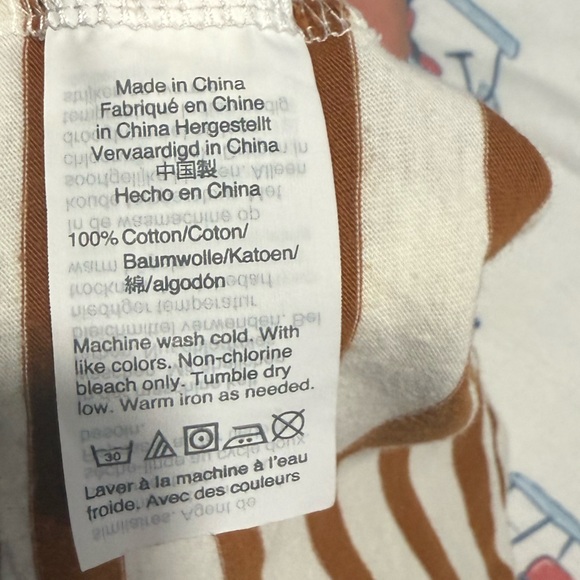 Made in China
Fabriqué en Chine
in China Hergestellt
Vervaardigd in China
中国製
Hecho en China
100% Cotton/Coton/
Baumwolle/Katoen/
綿/algodón
Machine wash cold. With
like colors. Non-chlorine
bleach only. Tumble dry
low. Warm iron as needed.
30
Laver à la machine à l'eau
froide. Avec des couleurs